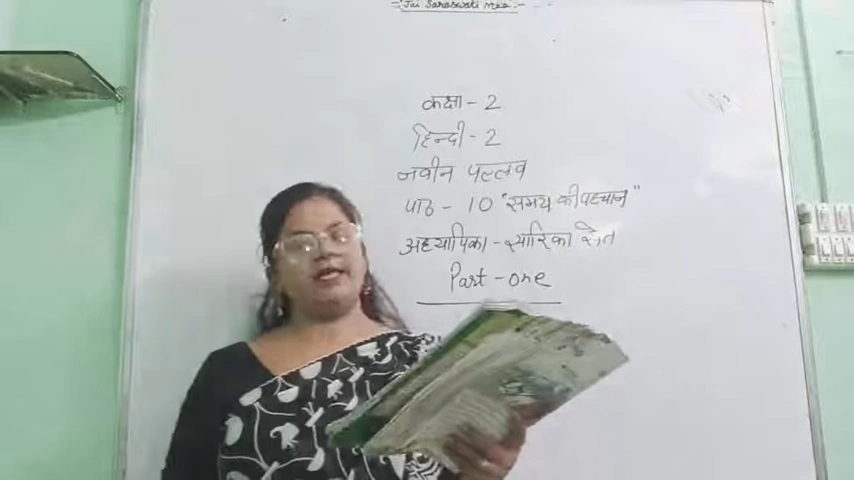 Jai Saraswati Maa
कक्षा - 2
हिन्दी - 2
नवीन पल्लव
पाठ - 10 "समय की पहचान"
अध्यापिका - सारिका
Part - one